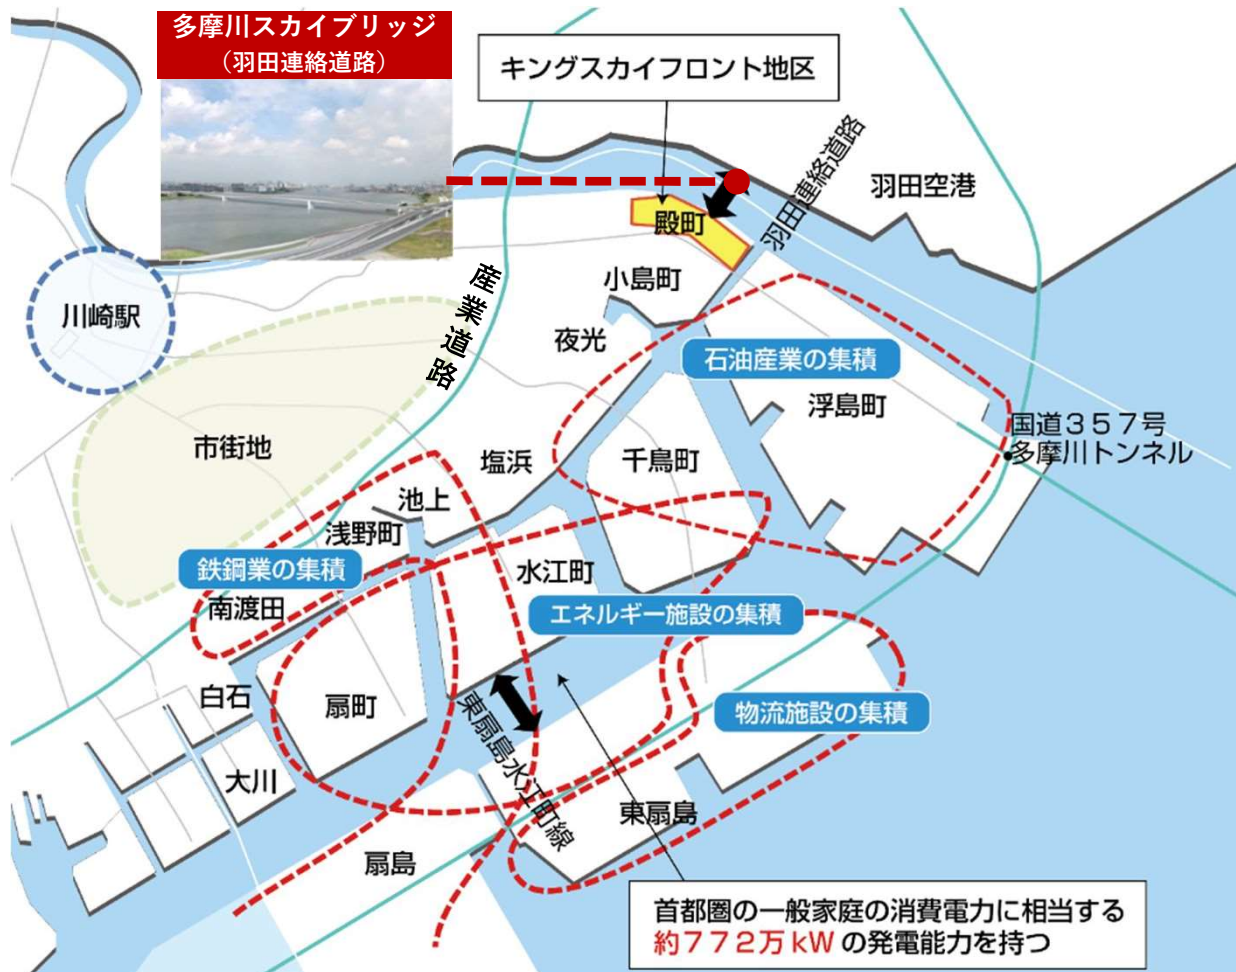 多摩川スカイブリッジ
（羽田連絡道路）
キングスカイフロント地区
羽田連絡道路
羽田空港
殿町
小島町
産業道路
川崎駅
夜光
石油産業の集積
浮島町
国道３５７号
多摩川トンネル
市街地
塩浜
千鳥町
池上
浅野町
鉄鋼業の集積
水江町
南渡田
エネルギー施設の集積
白石
扇町
物流施設の集積
東扇島水江町線
大川
東扇島
扇島
首都圏の一般家庭の消費電力に相当する
約７７２万kWの発電能力を持つ